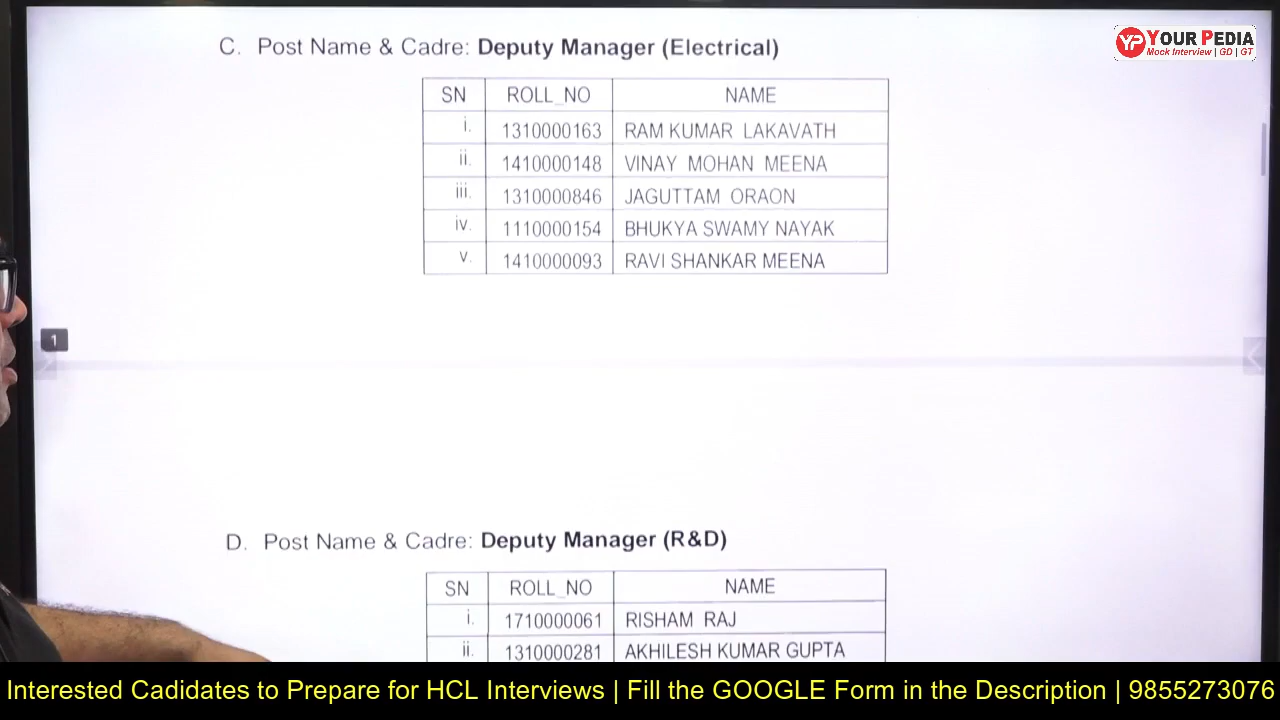 YP YOUR PEDIA
Mock Interview | GD | GT
C. Post Name & Cadre: Deputy Manager (Electrical)
SN ROLL_NO NAME
i. 1310000163 RAM KUMAR LAKAVATH
ii. 1410000148 VINAY MOHAN MEENA
iii. 1310000846 JAGUTTAM ORAON
iv. 1110000154 BHUKYA SWAMY NAYAK
v. 1410000093 RAVI SHANKAR MEENA
1
D. Post Name & Cadre: Deputy Manager (R&D)
SN ROLL_NO NAME
i. 1710000061 RISHAM RAJ
ii. 1310000281 AKHILESH KUMAR GUPTA
Interested Cadidates to Prepare for HCL Interviews | Fill the GOOGLE Form in the Description | 9855273076